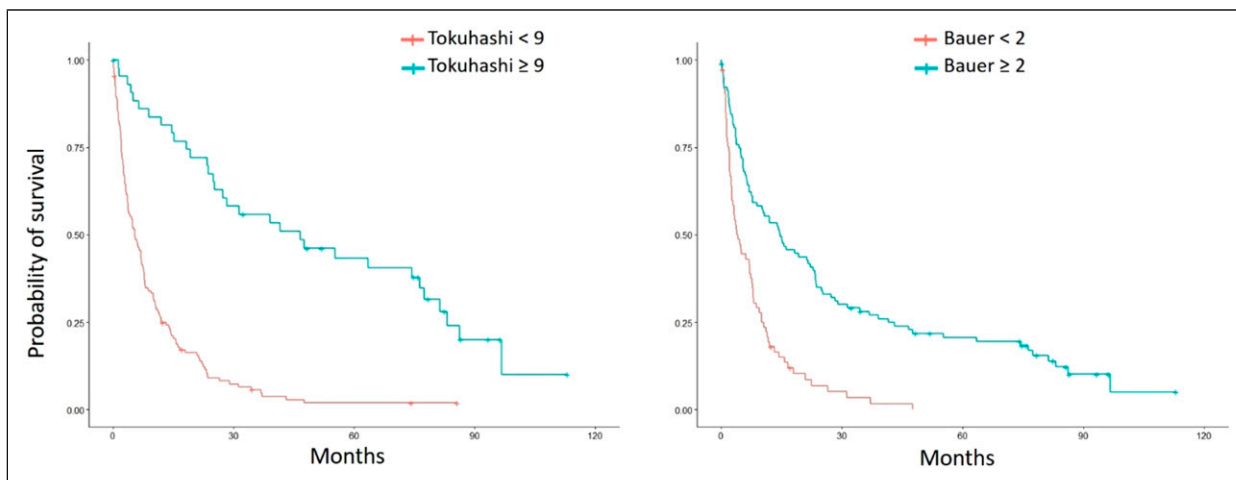 Tokuhashi < 9
Tokuhashi ≥ 9
1.00
0.75
0.50
0.25
0.00
Probability of survival
0
30
60
90
120
Months
Bauer < 2
Bauer ≥ 2
1.00
0.75
0.50
0.25
0.00
0
30
60
90
120
Months